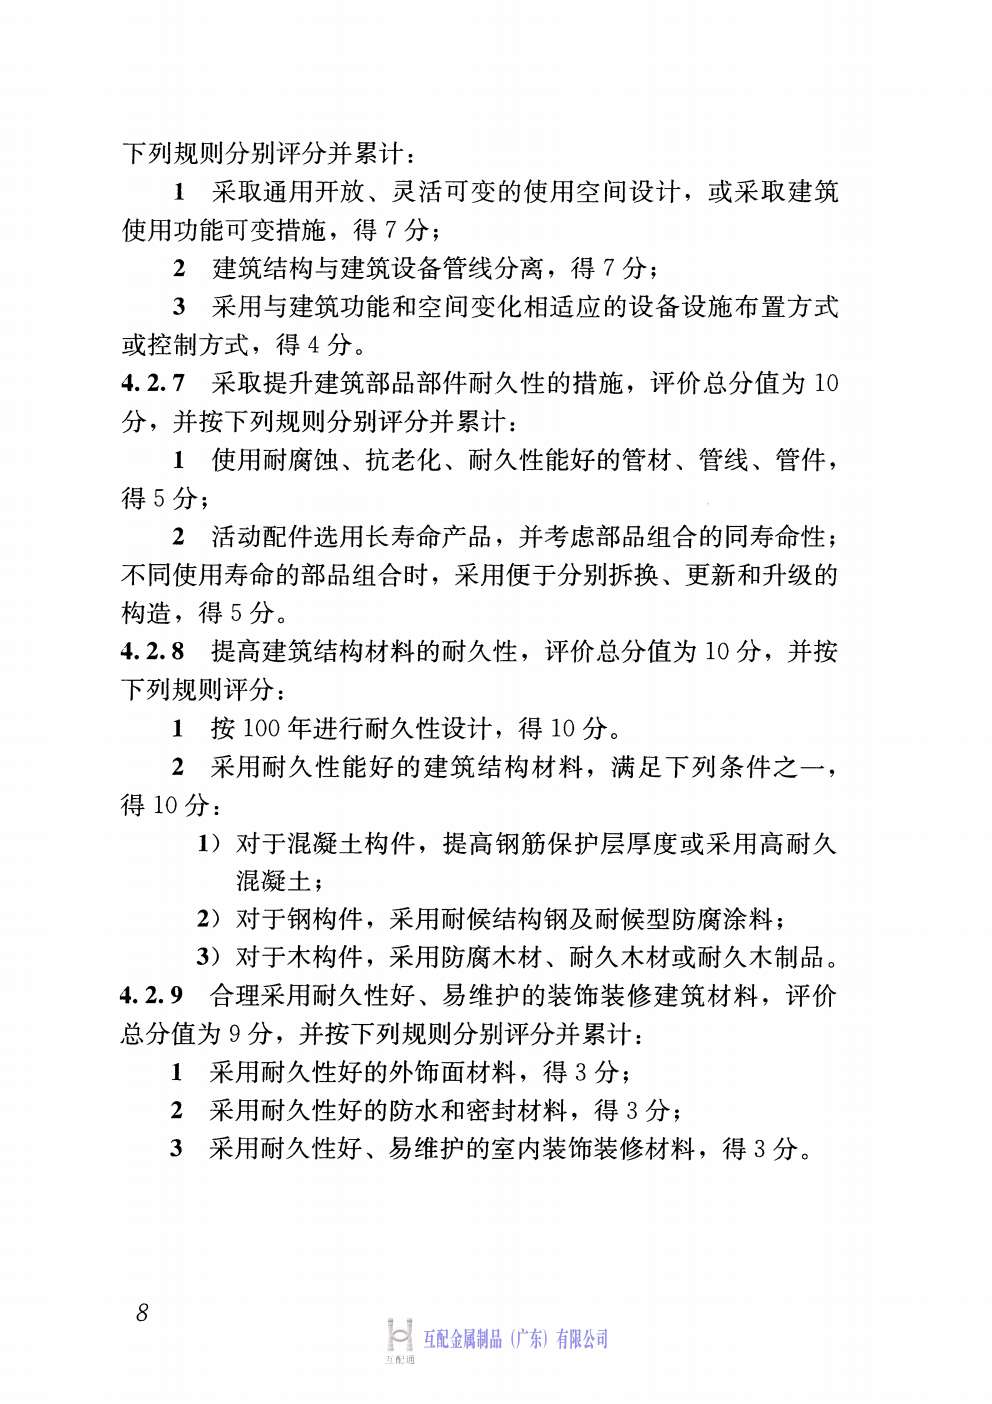 下列规则分别评分并累计：
1 采取通用开放、灵活可变的使用空间设计，或采取建筑
使用功能可变措施，得 7 分；
2 建筑结构与建筑设备管线分离，得 7 分；
3 采用与建筑功能和空间变化相适应的设备设施布置方式
或控制方式，得 4 分。
4.2.7 采取提升建筑部品部件耐久性的措施，评价总分值为 10
分，并按下列规则分别评分并累计：
1 使用耐腐蚀、抗老化、耐久性能好的管材、管线、管件，
得 5 分；
2 活动配件选用长寿命产品，并考虑部品组合的同寿命性；
不同使用寿命的部品组合时，采用便于分别拆换、更新和升级的
构造，得 5 分。
4.2.8 提高建筑结构材料的耐久性，评价总分值为 10 分，并按
下列规则评分：
1 按 100 年进行耐久性设计，得 10 分。
2 采用耐久性能好的建筑结构材料，满足下列条件之一，
得 10 分：
1）对于混凝土构件，提高钢筋保护层厚度或采用高耐久
混凝土；
2）对于钢构件，采用耐候结构钢及耐候型防腐涂料；
3）对于木构件，采用防腐木材、耐久木材或耐久木制品。
4.2.9 合理采用耐久性好、易维护的装饰装修建筑材料，评价
总分值为 9 分，并按下列规则分别评分并累计：
1 采用耐久性好的外饰面材料，得 3 分；
2 采用耐久性好的防水和密封材料，得 3 分；
3 采用耐久性好、易维护的室内装饰装修材料，得 3 分。
8
互配金属制品（广东）有限公司
互配通